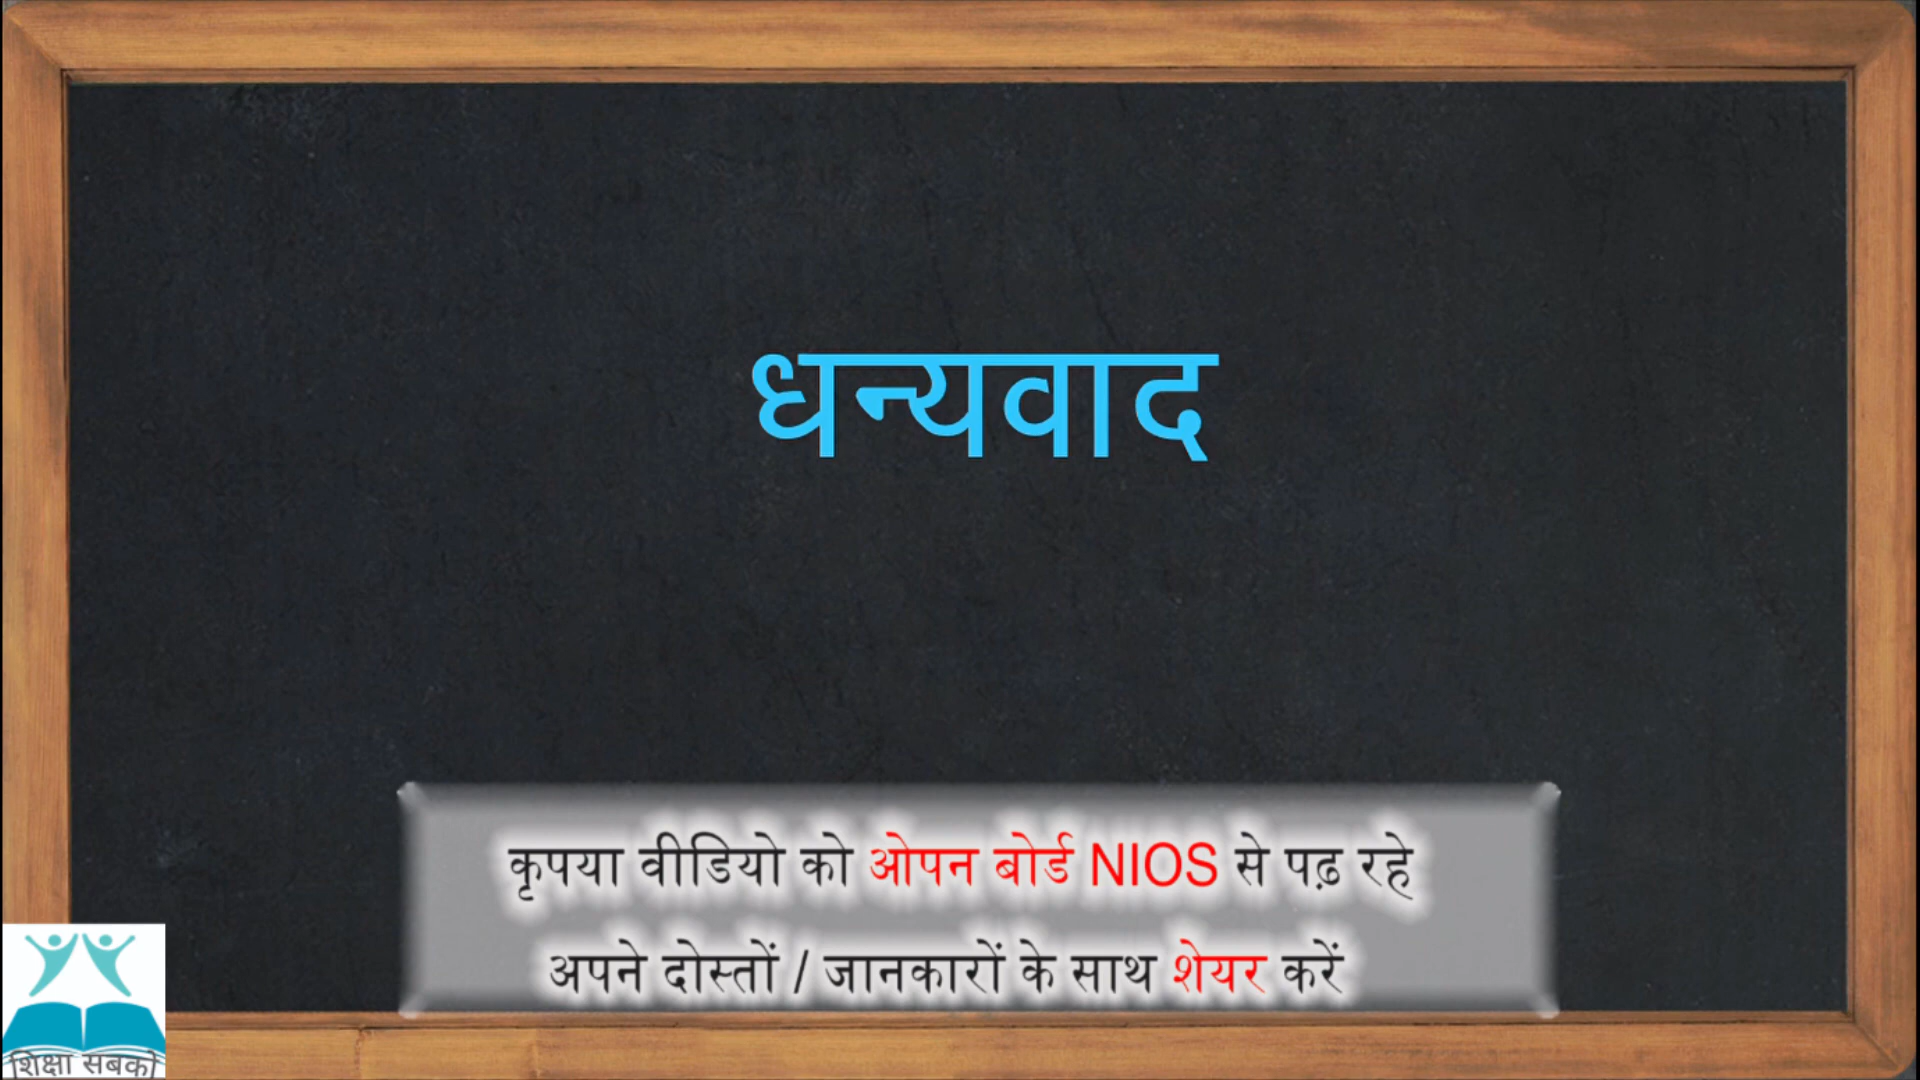 धन्यवाद
कृपया वीडियो को ओपन बोर्ड NIOS से पढ़ रहे
अपने दोस्तों / जानकारों के साथ शेयर करें
शिक्षा सबको